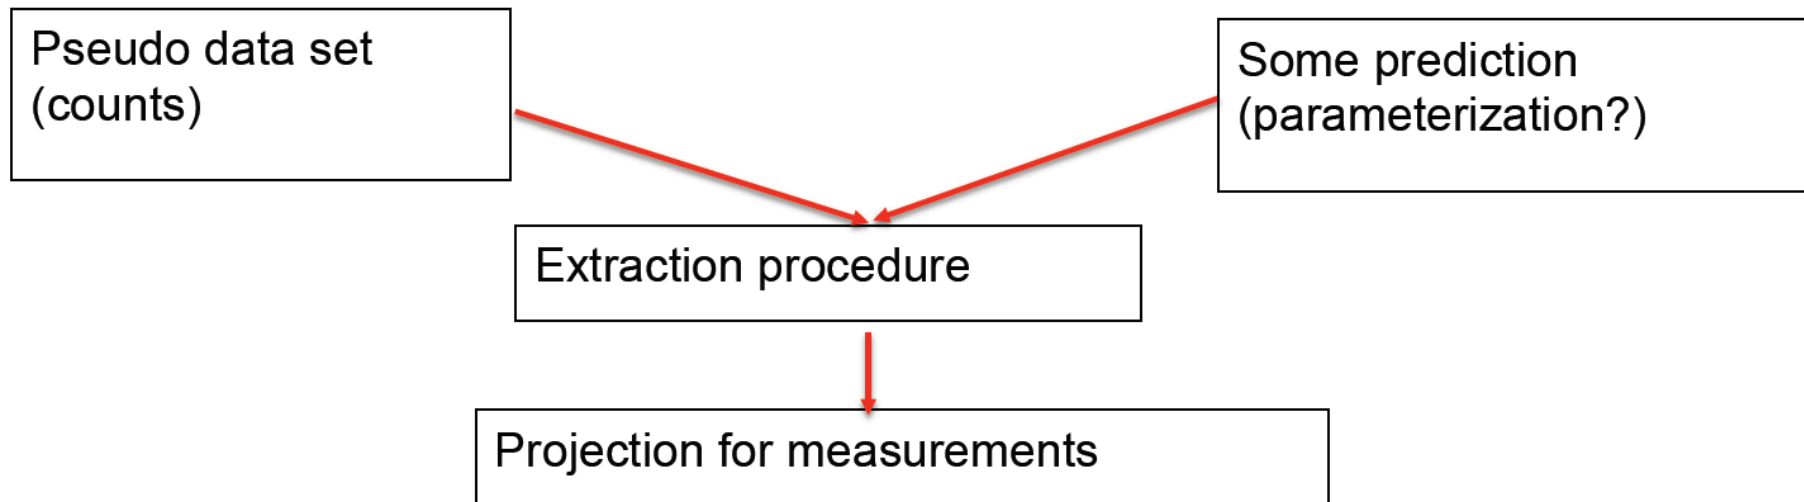 Pseudo data set
(counts)
Some prediction
(parameterization?)
Extraction procedure
Projection for measurements